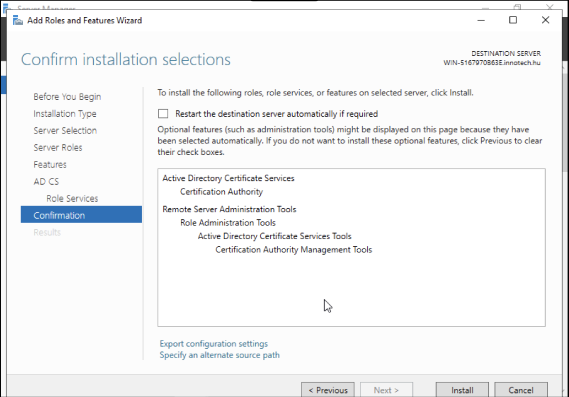 Server Manager
Add Roles and Features Wizard
Confirm installation selections
DESTINATION SERVER
WIN-5167970863E.innotech.hu
Before You Begin
Installation Type
Server Selection
Server Roles
Features
AD CS
Role Services
Confirmation
Results
To install the following roles, role services, or features on selected server, click Install.
Restart the destination server automatically if required
Optional features (such as administration tools) might be displayed on this page because they have
been selected automatically. If you do not want to install these optional features, click Previous to clear
their check boxes.
Active Directory Certificate Services
Certification Authority
Remote Server Administration Tools
Role Administration Tools
Active Directory Certificate Services Tools
Certification Authority Management Tools
Export configuration settings
Specify an alternate source path
< Previous
Next >
Install
Cancel